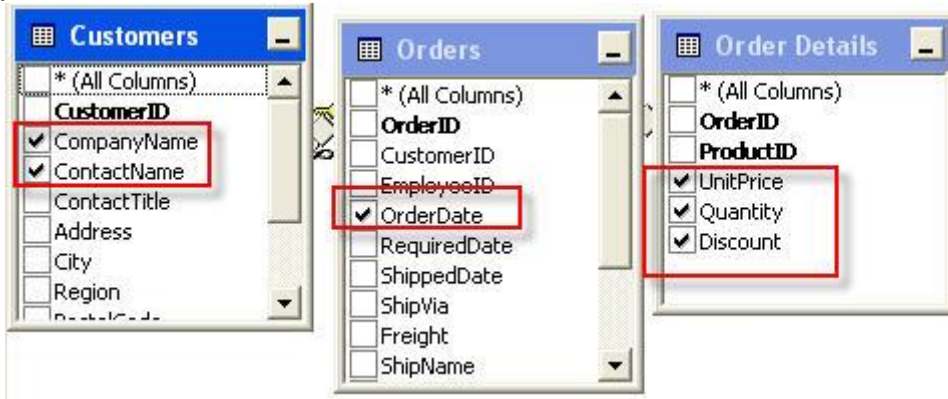 Customers
* (All Columns)
CustomerID
CompanyName
ContactName
ContactTitle
Address
City
Region
PostalCode
Orders
* (All Columns)
OrderID
CustomerID
EmployeeID
OrderDate
RequiredDate
ShippedDate
ShipVia
Freight
ShipName
Order Details
* (All Columns)
OrderID
ProductID
UnitPrice
Quantity
Discount